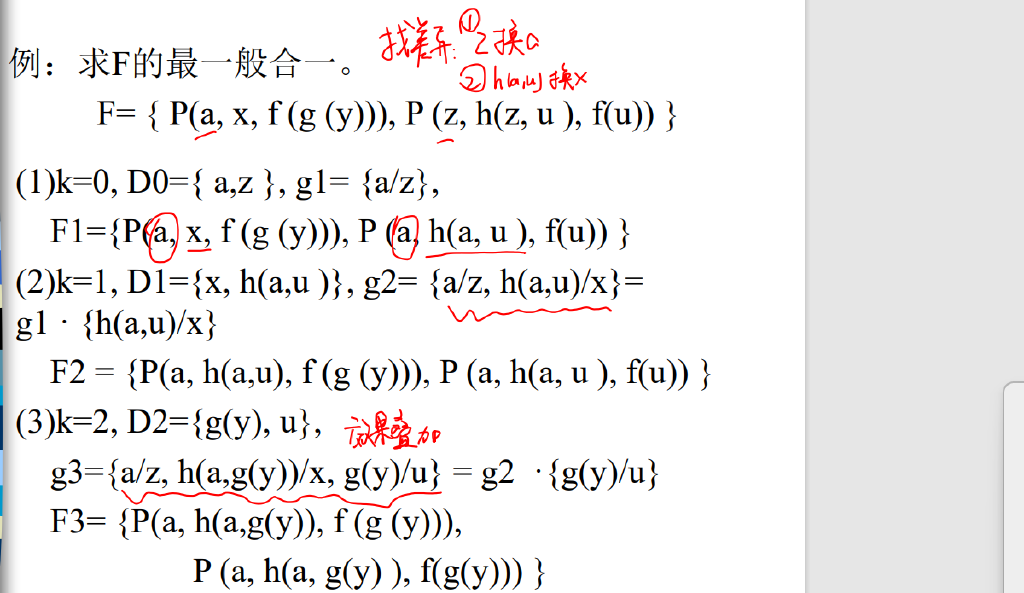 找差异:①z换a
②h(a,u)换x
例：求F的最一般合一。
F= { P(a, x, f (g (y))), P (z, h(z, u ), f(u)) }
(1)k=0, D0={ a,z }, g1= {a/z},
F1={P(a, x, f (g (y))), P (a, h(a, u ), f(u)) }
(2)k=1, D1={x, h(a,u )}, g2= {a/z, h(a,u)/x}=
g1 · {h(a,u)/x}
F2 = {P(a, h(a,u), f (g (y))), P (a, h(a, u ), f(u)) }
(3)k=2, D2={g(y), u},
效果叠加
g3={a/z, h(a,g(y))/x, g(y)/u} = g2 ·{g(y)/u}
F3= {P(a, h(a,g(y)), f (g (y))),
P (a, h(a, g(y) ), f(g(y))) }